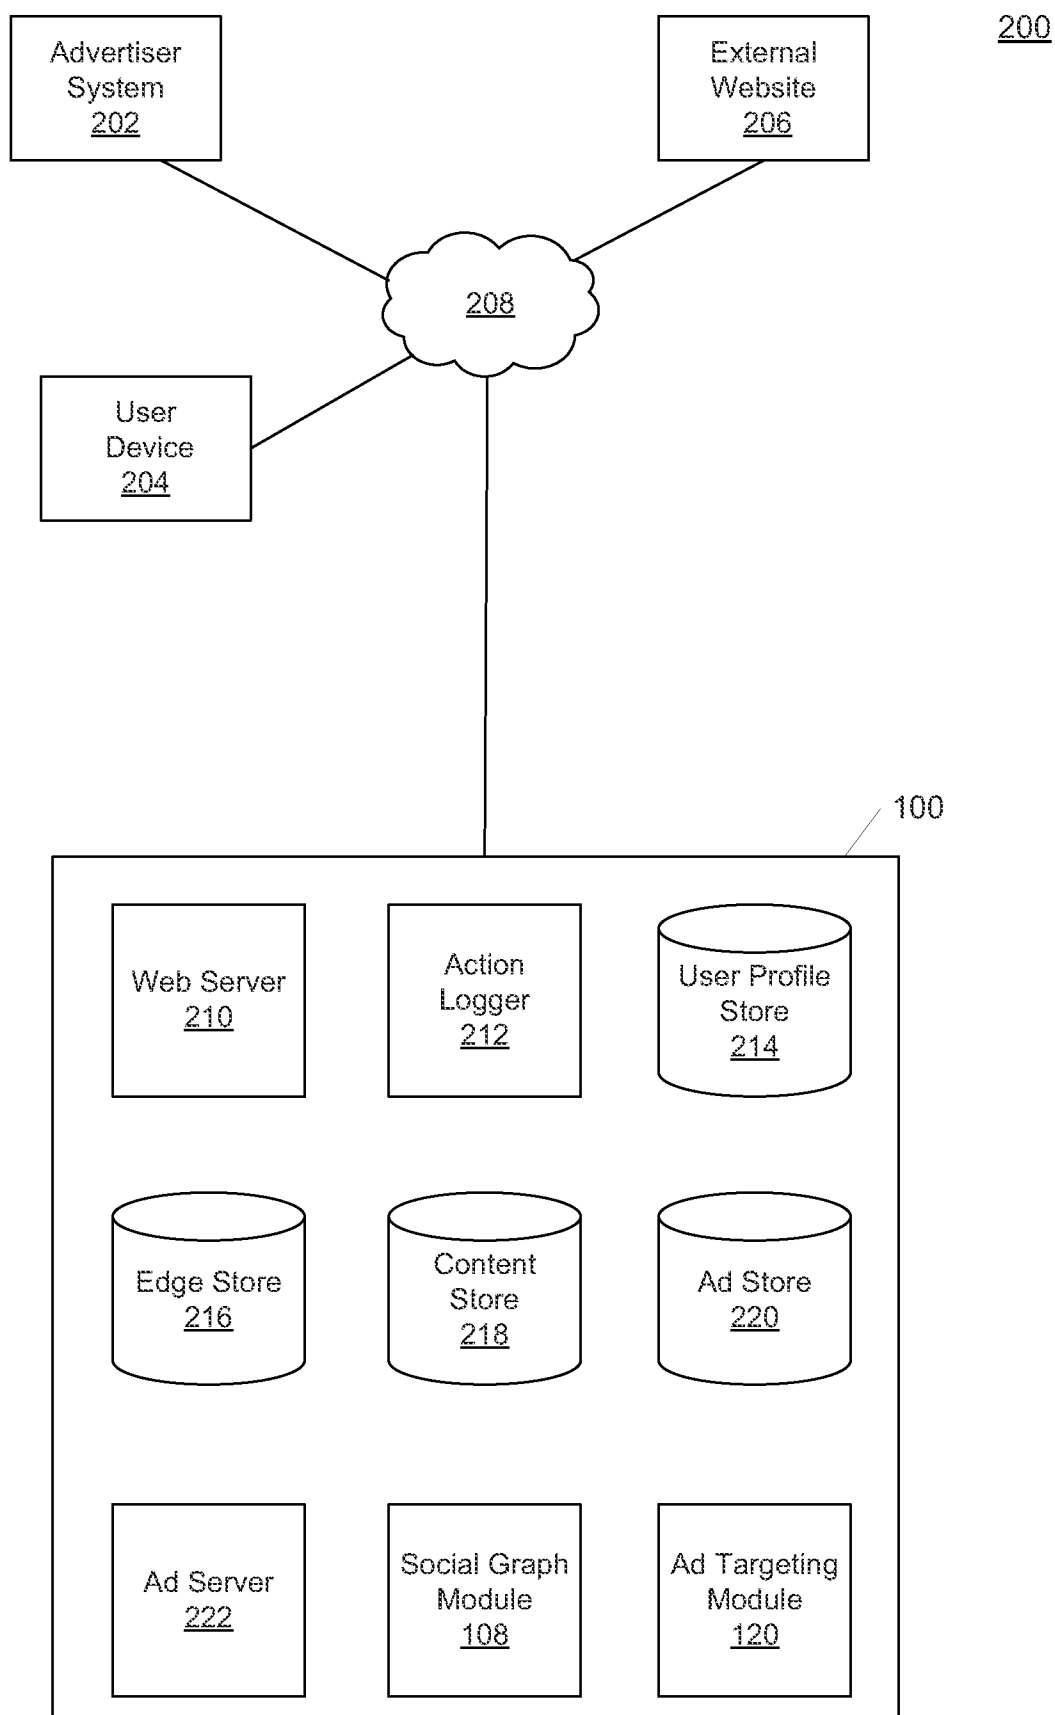 200
Advertiser
System
202
External
Website
206
208
User
Device
204
100
Web Server
210
Action
Logger
212
User Profile
Store
214
Edge Store
216
Content
Store
218
Ad Store
220
Ad Server
222
Social Graph
Module
108
Ad Targeting
Module
120